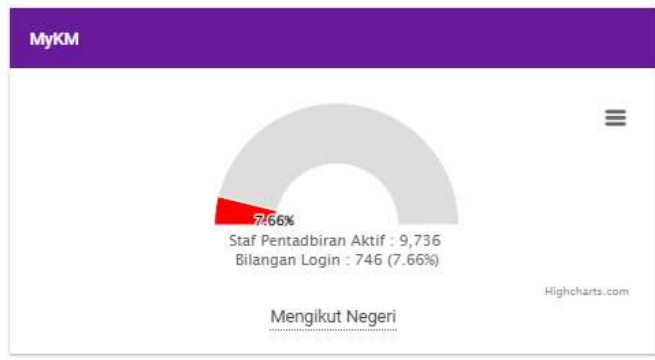 MyKM
7.66%
Staf Pentadbiran Aktif : 9,736
Bilangan Login : 746 (7.66%)
Highcharts.com
Mengikut Negeri